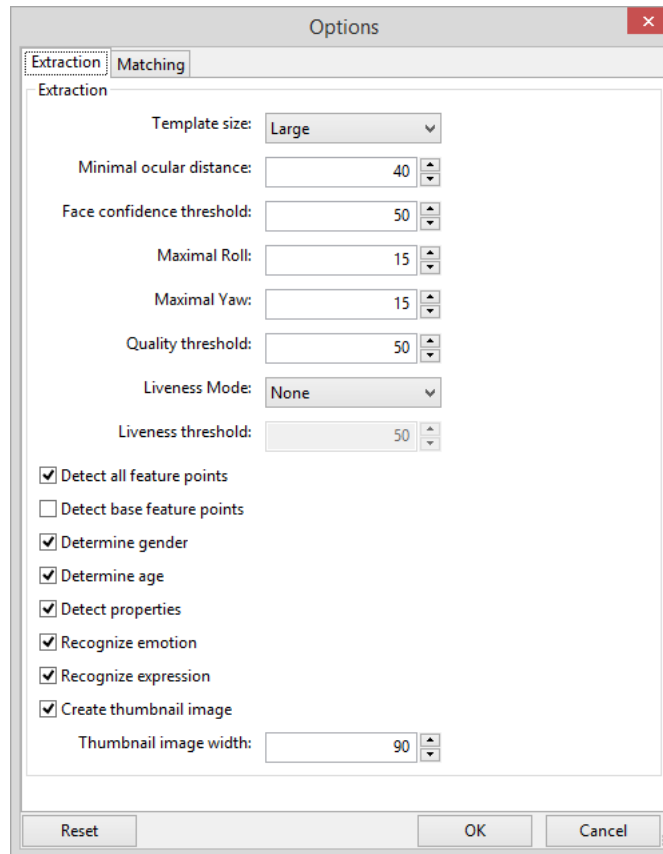 Options
Extraction Matching
Extraction
Template size: Large
Minimal ocular distance: 40
Face confidence threshold: 50
Maximal Roll: 15
Maximal Yaw: 15
Quality threshold: 50
Liveness Mode: None
Liveness threshold: 50
Detect all feature points
Detect base feature points
Determine gender
Determine age
Detect properties
Recognize emotion
Recognize expression
Create thumbnail image
Thumbnail image width: 90
Reset OK Cancel